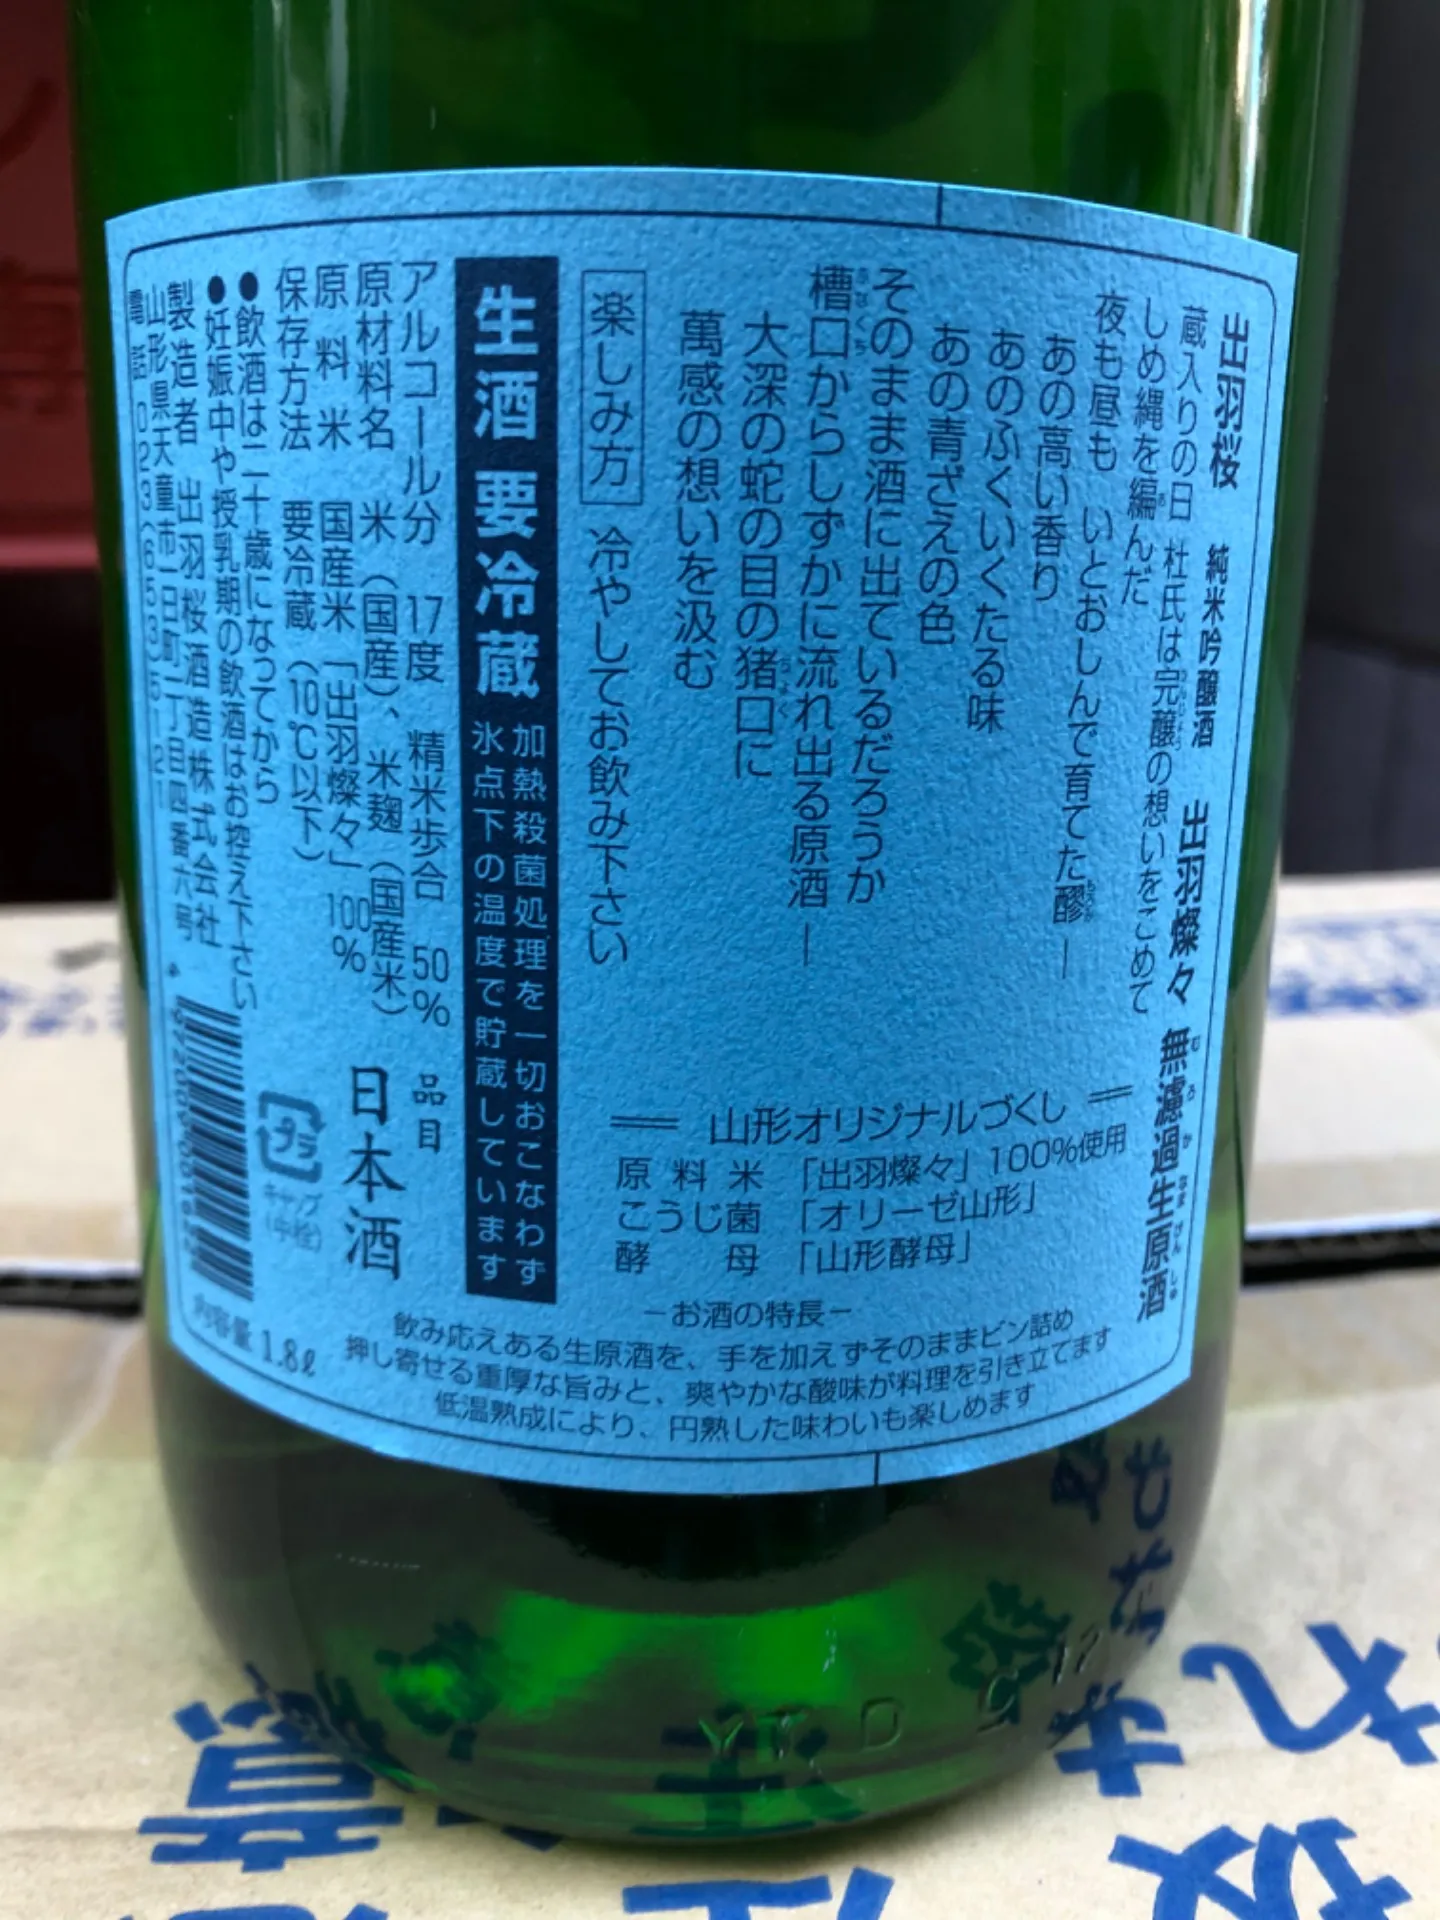 出羽桜 純米吟醸酒 出羽燦々 無濾過生原酒
蔵入りの日 杜氏は完醸の想いをこめて
しめ縄を編んだ
夜も昼も いとおしんで育てた醪―
あの高い香り
あのふくいくたる味
あの青ざえの色
そのまま酒に出ているだろうか
槽口からしずかに流れ出る原酒―
大深の蛇の目の猪口に
萬感の想いを汲む
楽しみ方 冷やしてお飲み下さい
山形オリジナルづくし
原料米 「出羽燦々」100%使用
こうじ菌 「オリーゼ山形」
酵母 「山形酵母」
生酒 要冷蔵
加熱殺菌処理を一切おこなわず
氷点下の温度で貯蔵しています
アルコール分 17度 精米歩合 50%
原材料名 米(国産)、米麹(国産米)
原料米 国産米「出羽燦々」100%
保存方法 要冷蔵(10℃以下)
品目
日本酒
●飲酒は二十歳になってから
●妊娠中や授乳期の飲酒はお控え下さい
製造者 出羽桜酒造株式会社
山形県天童市一日町一丁目四番六号
電話 023(653)5121
プラ
キャップ
(中栓)
内容量 1.8ℓ
－お酒の特長－
飲み応えある生原酒を、手を加えずそのままビン詰め
押し寄せる重厚な旨みと、爽やかな酸味が料理を引き立てます
低温熟成により、円熟した味わいも楽しめます